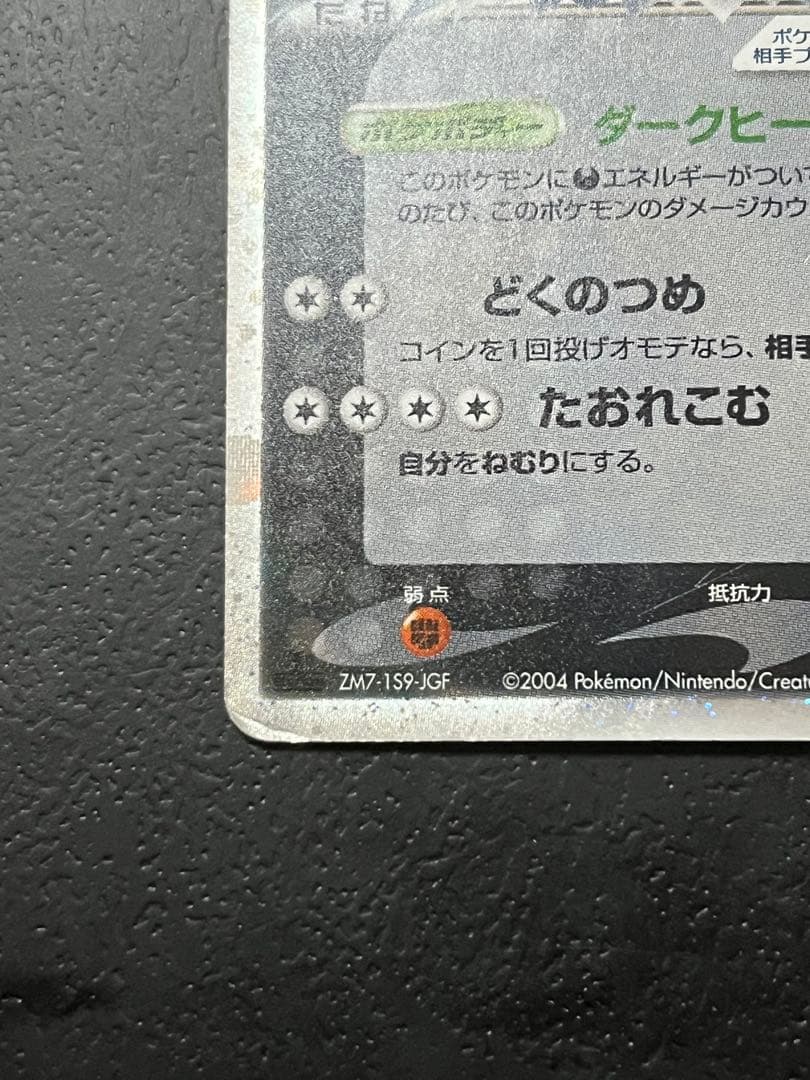 ポケ
相手プ
ポケボディー
ダークヒー
このポケモンにエネルギーがつい
のたび、このポケモンのダメージカウ
どくのつめ
コインを1回投げオモテなら、相手
たおれこむ
自分をねむりにする。
弱点
抵抗力
ZM7-1S9-JGF
©2004 Pokémon/Nintendo/Creatu